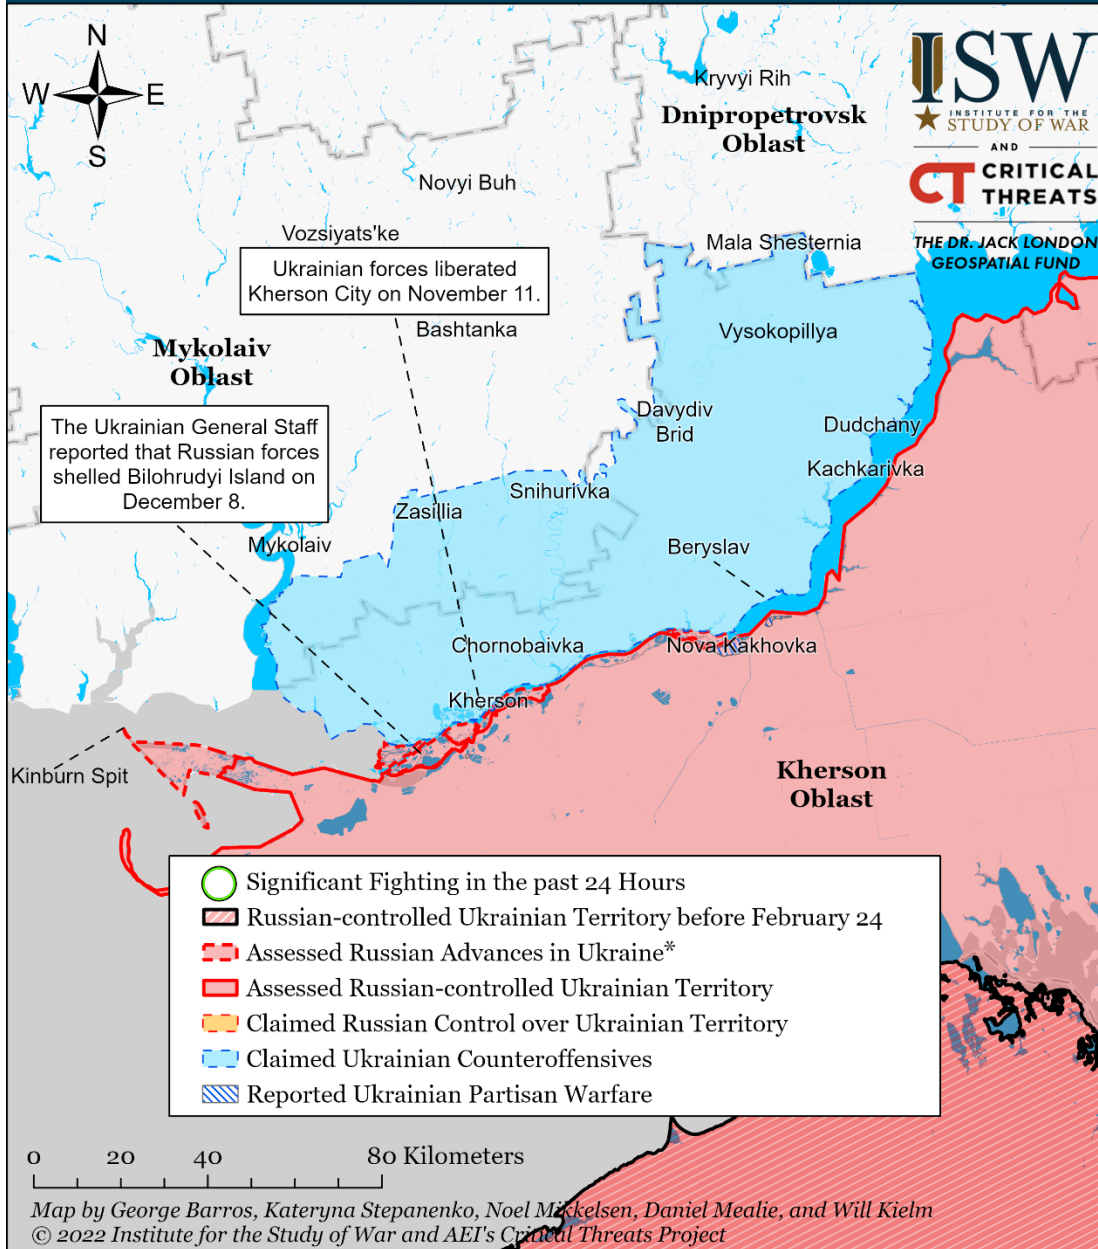 N
W
E
S
ISW
INSTITUTE FOR THE
STUDY OF WAR
AND
CT CRITICAL
THREATS
THE DR. JACK LONDON
GEOSPATIAL FUND
Kryvyi Rih
Dnipropetrovsk
Oblast
Novyi Buh
Vozsiyats'ke
Mala Shesternia
Ukrainian forces liberated
Kherson City on November 11.
Bashtanka
Vysokopillya
Mykolaiv
Oblast
Davydiv
Brid
Dudchany
The Ukrainian General Staff
reported that Russian forces
shelled Bilohrudyi Island on
December 8.
Kachkarivka
Snihurivka
Zasillia
Mykolaiv
Beryslav
Chornobaivka
Nova Kakhovka
Kherson
Kinburn Spit
Kherson
Oblast
Significant Fighting in the past 24 Hours
Russian-controlled Ukrainian Territory before February 24
Assessed Russian Advances in Ukraine*
Assessed Russian-controlled Ukrainian Territory
Claimed Russian Control over Ukrainian Territory
Claimed Ukrainian Counteroffensives
Reported Ukrainian Partisan Warfare
0 20 40 80 Kilometers
Map by George Barros, Kateryna Stepanenko, Noel Mikkelsen, Daniel Mealie, and Will Kielm
© 2022 Institute for the Study of War and AEI's Critical Threats Project